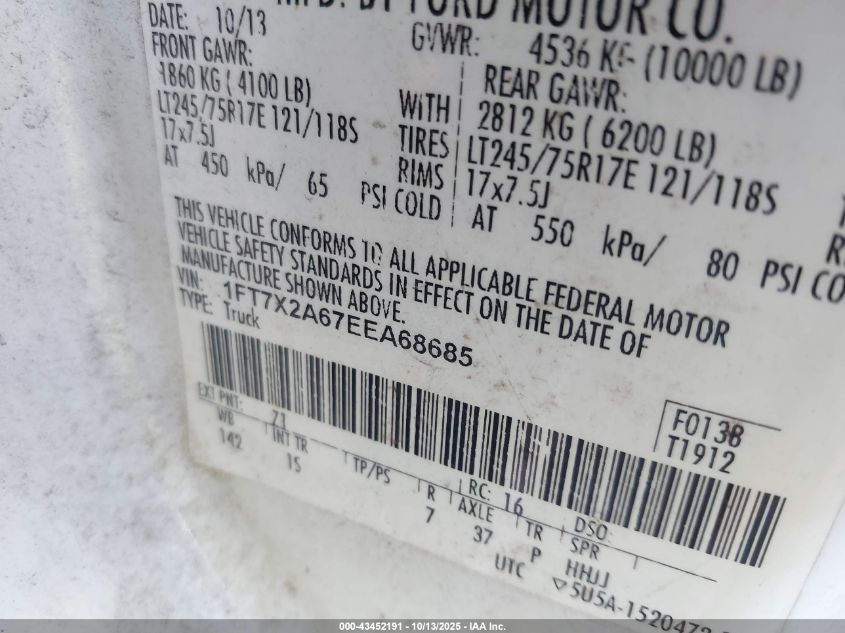 MFD. BY FORD MOTOR CO.
DATE: 10/13 GVWR: 4536 KG (10000 LB)
FRONT GAWR: REAR GAWR:
1860 KG ( 4100 LB) WITH 2812 KG ( 6200 LB)
LT245/75R17E 121/118S TIRES LT245/75R17E 121/118S
17x7.5J RIMS 17x7.5J
AT 450 kPa/ 65 PSI COLD AT 550 kPa/ 80 PSI CO
THIS VEHICLE CONFORMS TO ALL APPLICABLE FEDERAL MOTOR
VEHICLE SAFETY STANDARDS IN EFFECT ON THE DATE OF
MANUFACTURE SHOWN ABOVE.
VIN: 1FT7X2A67EEA68685
TYPE: Truck
F0138
T1912
EXT PNT: Z1 RC: 16 DSO:
WB INT TR TP/PS R AXLE TR SPR
142 15 7 37 P HHJJ
UTC ▽5U5A-1520472
000-43452191 - 10/13/2025 - IAA Inc.